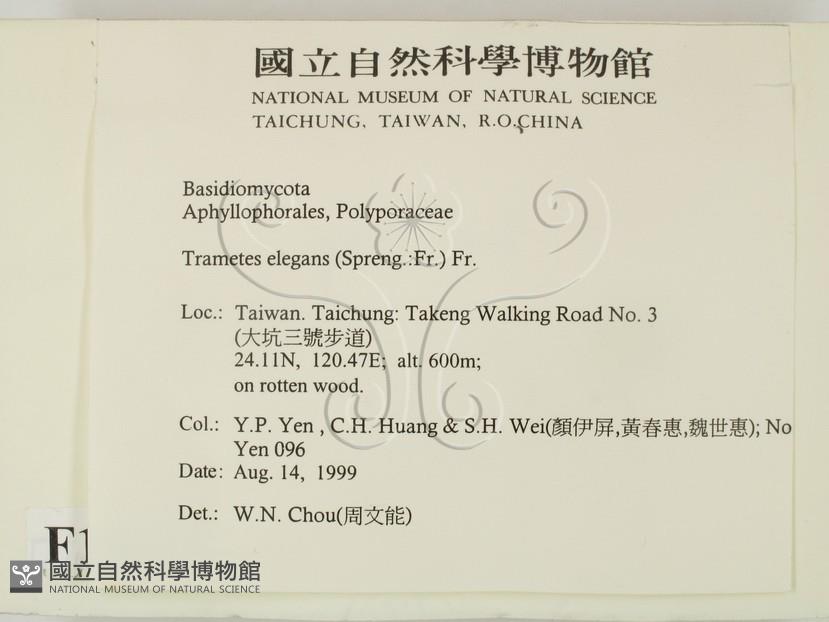 國立自然科學博物館
NATIONAL MUSEUM OF NATURAL SCIENCE
TAICHUNG, TAIWAN, R.O.CHINA
Basidiomycota
Aphyllophorales, Polyporaceae
Trametes elegans (Spreng.:Fr.) Fr.
Loc.: Taiwan. Taichung: Takeng Walking Road No. 3
(大坑三號步道)
24.11N, 120.47E; alt. 600m;
on rotten wood.
Col.: Y.P. Yen , C.H. Huang & S.H. Wei(顏伊屏,黃春惠,魏世惠); No
Yen 096
Date: Aug. 14, 1999
Det.: W.N. Chou(周文能)
F1
國立自然科學博物館
NATIONAL MUSEUM OF NATURAL SCIENCE